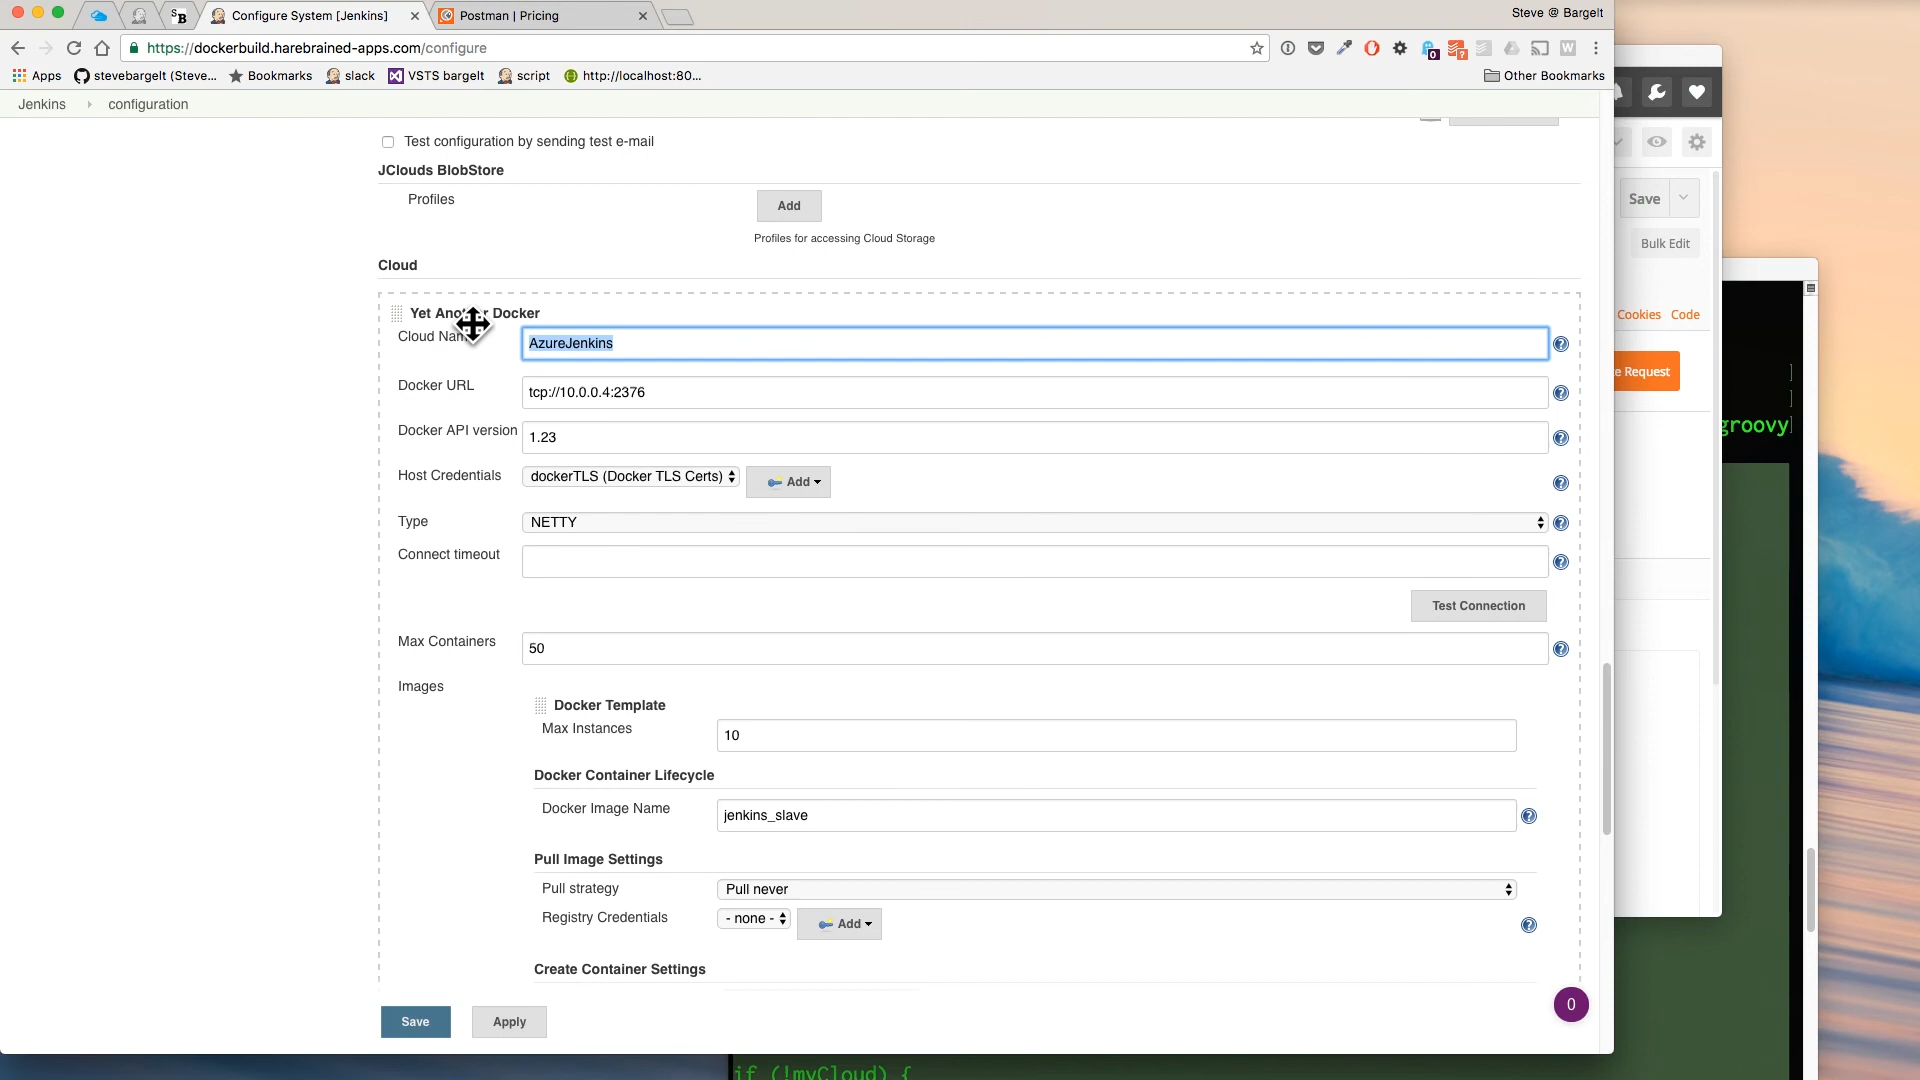 Configure System [Jenkins]
Postman | Pricing
Steve @ Bargelt
https://dockerbuild.harebrained-apps.com/configure
Apps
stevebargelt (Steve...
Bookmarks
slack
VSTS bargelt
script
http://localhost:80...
Other Bookmarks
Jenkins
configuration
Test configuration by sending test e-mail
JClouds BlobStore
Profiles
Add
Profiles for accessing Cloud Storage
Cloud
Yet Another Docker
Cloud Name
AzureJenkins
Docker URL
tcp://10.0.0.4:2376
Docker API version
1.23
Host Credentials
dockerTLS (Docker TLS Certs)
Add
Type
NETTY
Connect timeout
Test Connection
Max Containers
50
Images
Docker Template
Max Instances
10
Docker Container Lifecycle
Docker Image Name
jenkins_slave
Pull Image Settings
Pull strategy
Pull never
Registry Credentials
- none -
Add
Create Container Settings
Save
Apply
0
Save
Bulk Edit
Cookies
Code
e Request
groovy
if (!myCloud) {